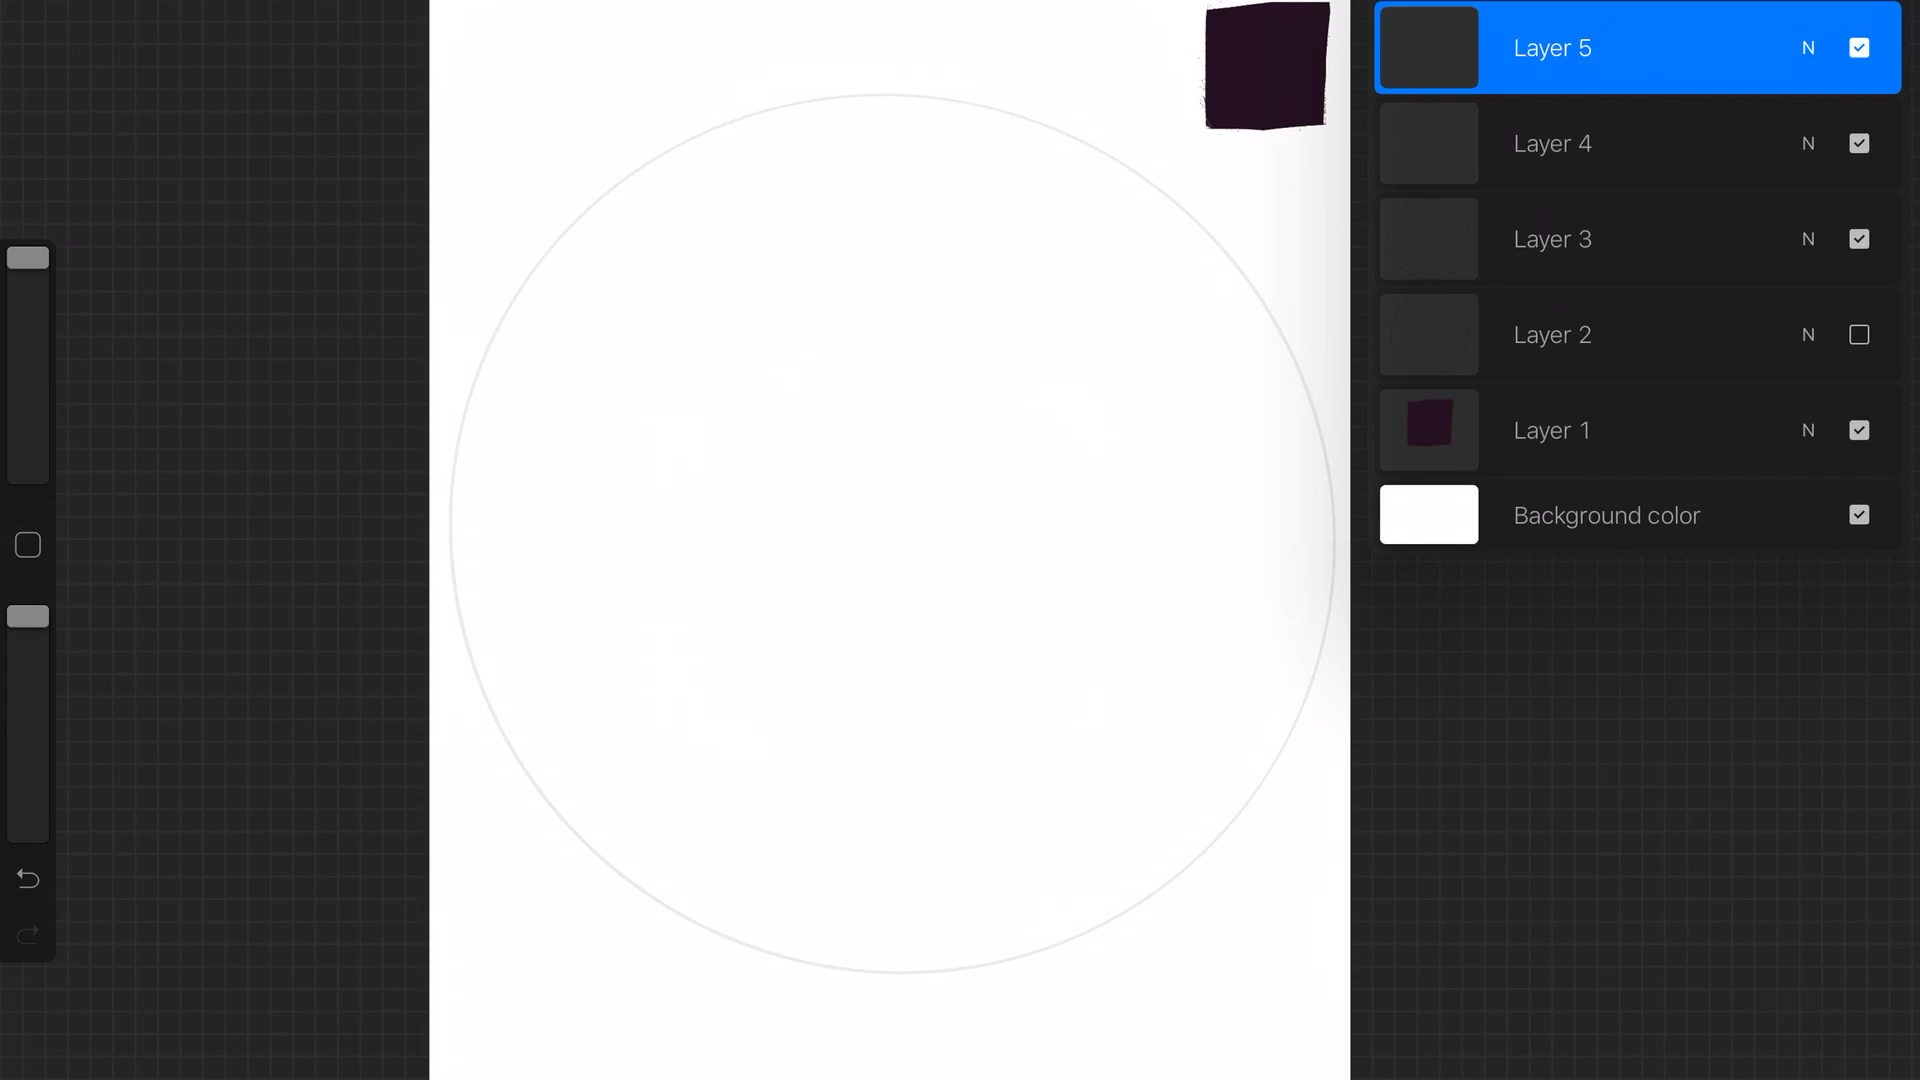 Layer 5 N
Layer 4 N
Layer 3 N
Layer 2 N
Layer 1 N
Background color